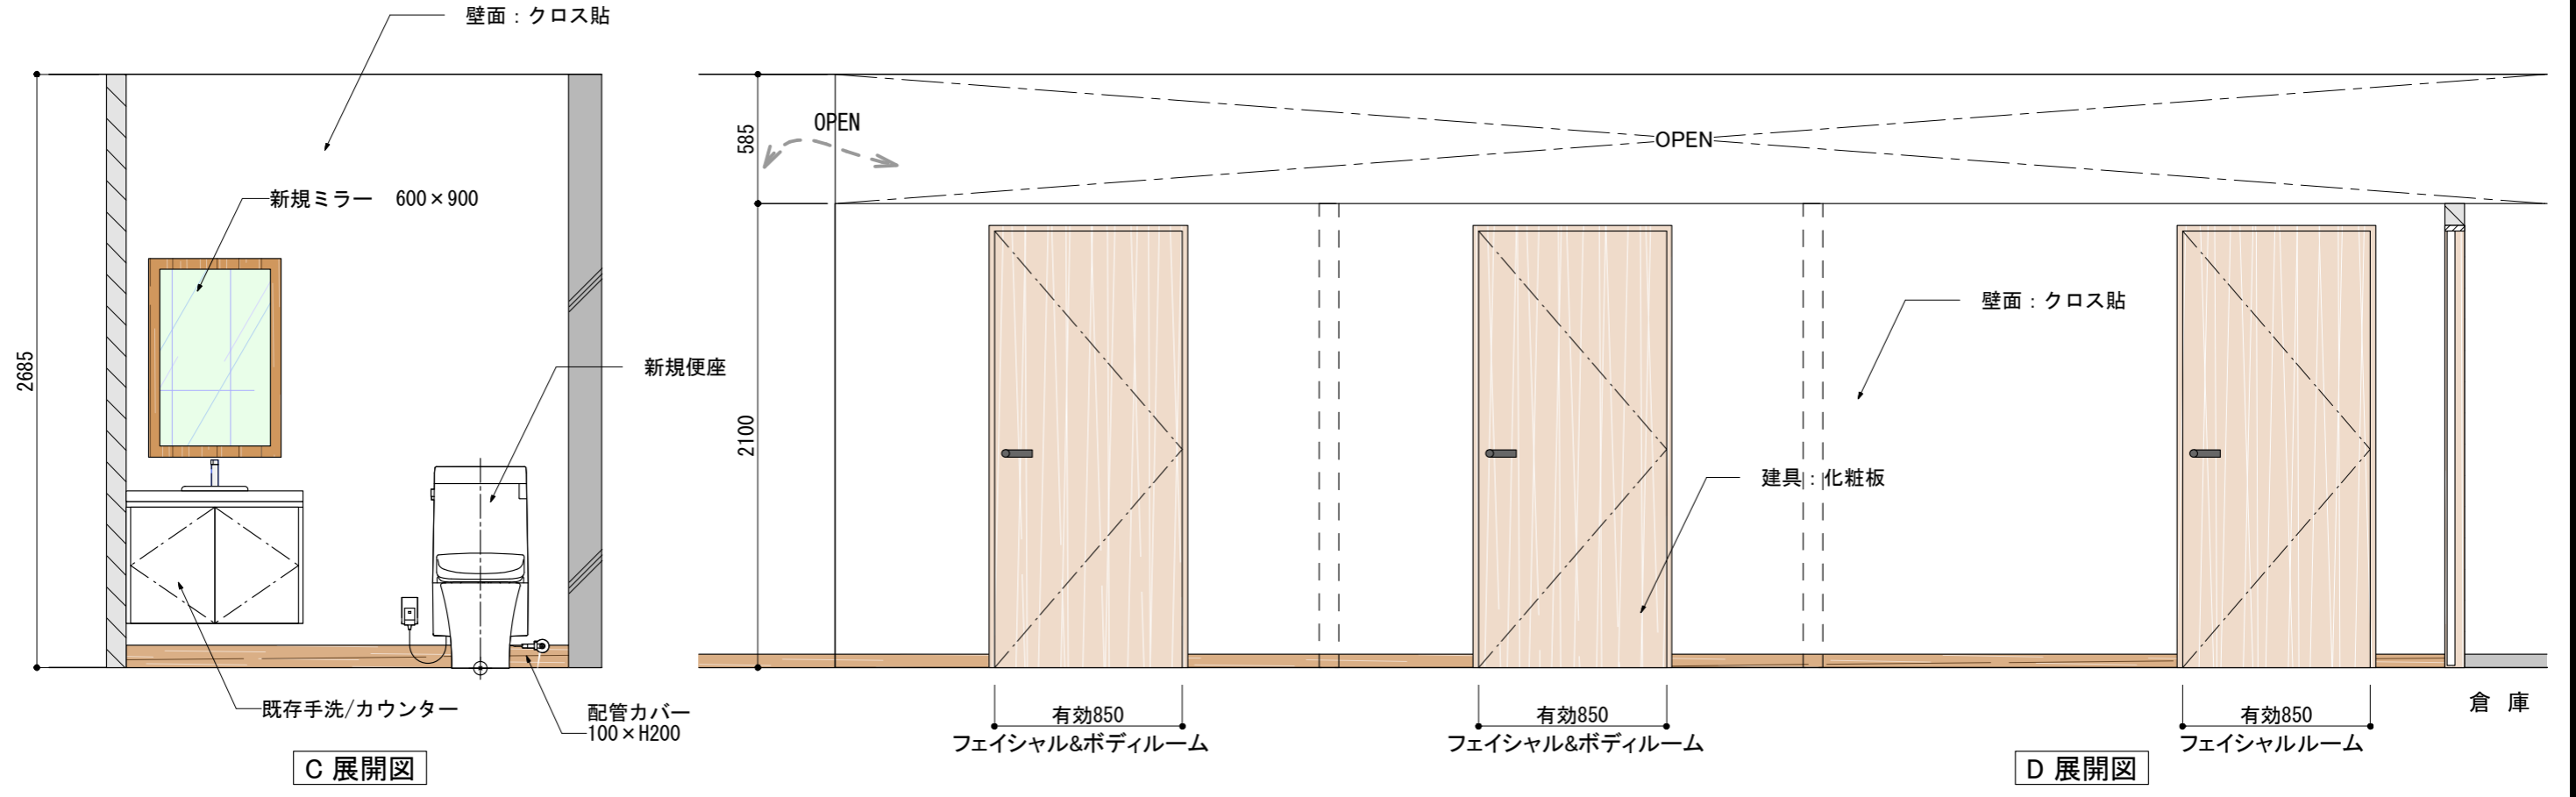 壁面：クロス貼
新規ミラー　600×900
2685
新規便座
既存手洗/カウンター
配管カバー
100×H200
C 展開図
585
OPEN
OPEN
2100
壁面：クロス貼
建具：化粧板
有効850
フェイシャル&ボディルーム
有効850
フェイシャル&ボディルーム
有効850
フェイシャルルーム
倉 庫
D 展開図